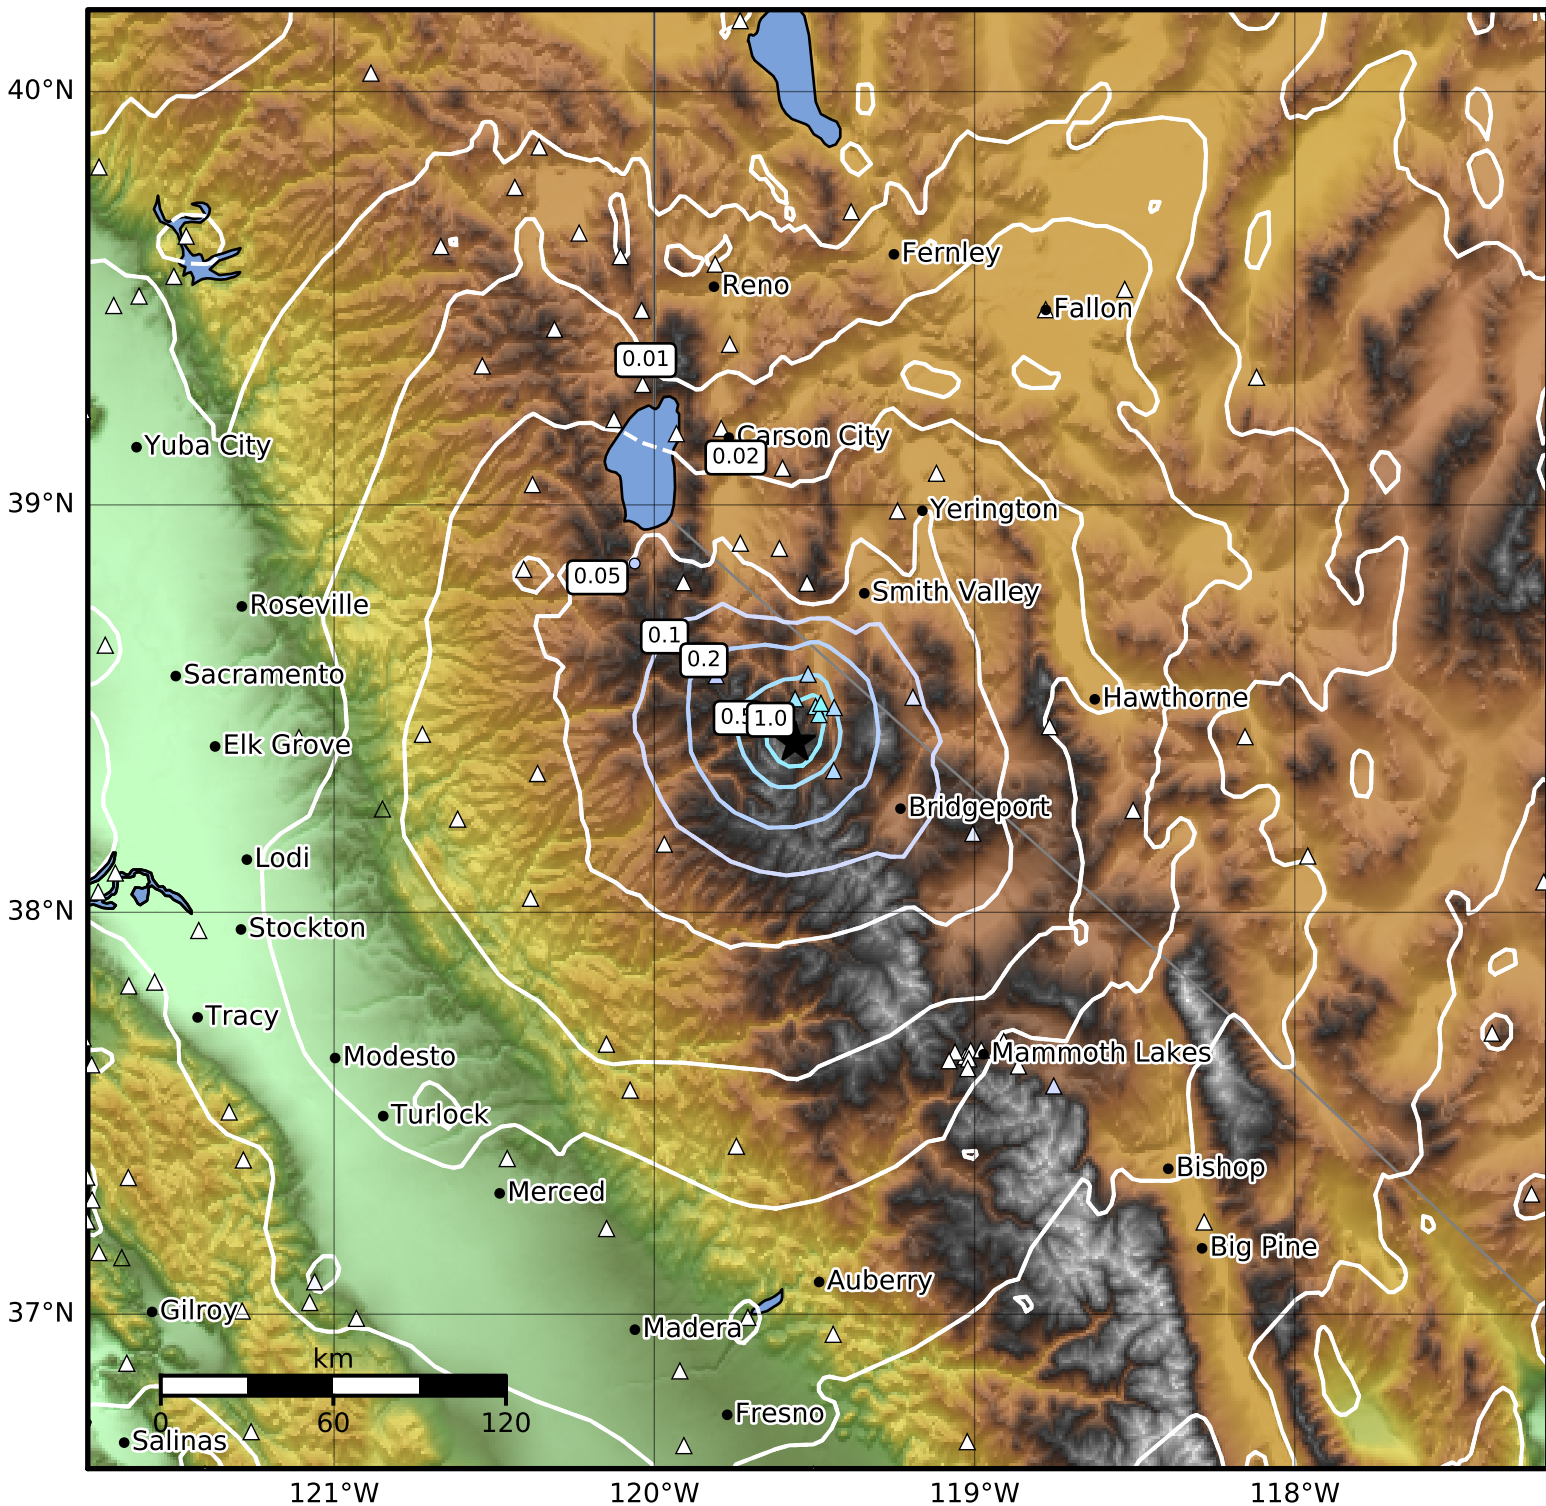 40°N
Fernley
Reno
Fallon
0.01
Carson City
Yuba City
0.02
39°N
Yerington
0.05
Smith Valley
Roseville
0.1
0.2
Sacramento
Hawthorne
0.5
1.0
Elk Grove
Bridgeport
Lodi
38°N
Stockton
Tracy
Modesto
Mammoth Lakes
Turlock
Bishop
Merced
Big Pine
Auberry
Gilroy
37°N
Madera
km
Fresno
0
60
120
Salinas
121°W
120°W
119°W
118°W